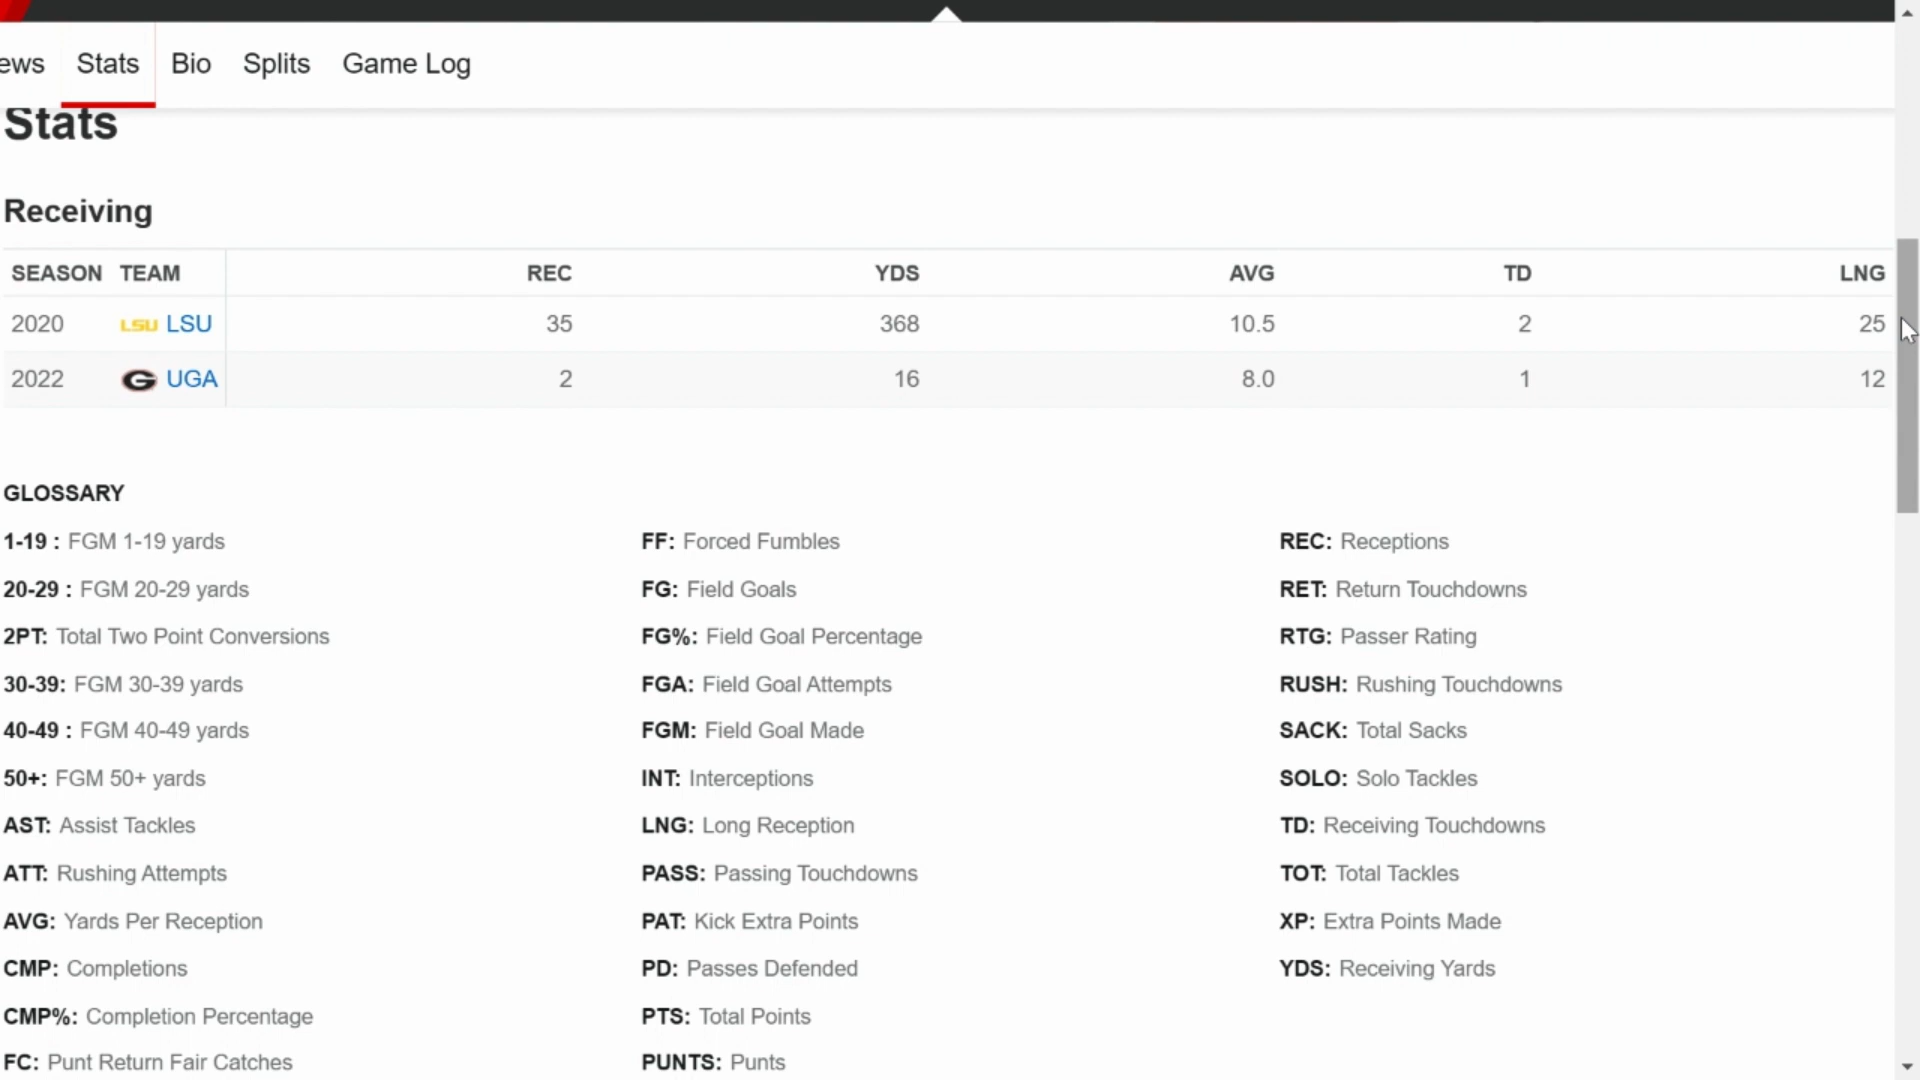 ews Stats Bio Splits Game Log
Stats
Receiving
SEASON TEAM REC YDS AVG TD LNG
2020 LSU LSU 35 368 10.5 2 25
2022 G UGA 2 16 8.0 1 12
GLOSSARY
1-19 : FGM 1-19 yards
20-29 : FGM 20-29 yards
2PT: Total Two Point Conversions
30-39: FGM 30-39 yards
40-49 : FGM 40-49 yards
50+: FGM 50+ yards
AST: Assist Tackles
ATT: Rushing Attempts
AVG: Yards Per Reception
CMP: Completions
CMP%: Completion Percentage
FC: Punt Return Fair Catches
FF: Forced Fumbles
FG: Field Goals
FG%: Field Goal Percentage
FGA: Field Goal Attempts
FGM: Field Goal Made
INT: Interceptions
LNG: Long Reception
PASS: Passing Touchdowns
PAT: Kick Extra Points
PD: Passes Defended
PTS: Total Points
PUNTS: Punts
REC: Receptions
RET: Return Touchdowns
RTG: Passer Rating
RUSH: Rushing Touchdowns
SACK: Total Sacks
SOLO: Solo Tackles
TD: Receiving Touchdowns
TOT: Total Tackles
XP: Extra Points Made
YDS: Receiving Yards